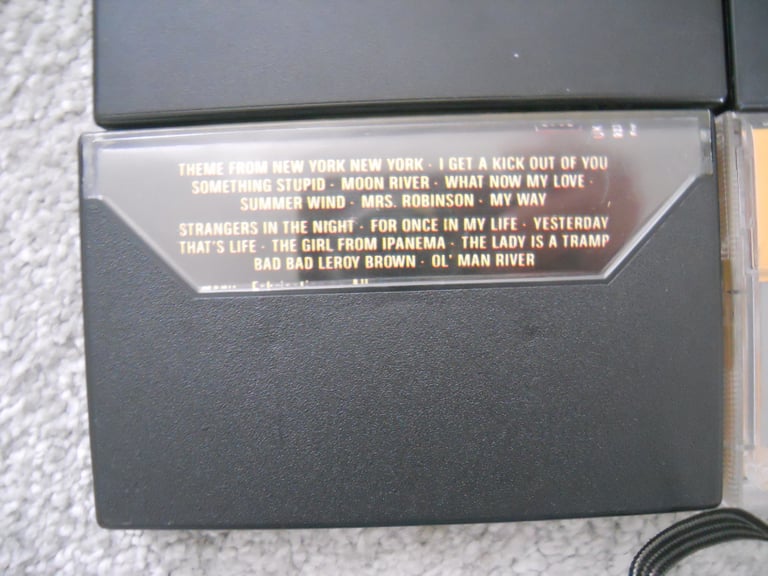 THEME FROM NEW YORK NEW YORK · I GET A KICK OUT OF YOU
SOMETHING STUPID · MOON RIVER · WHAT NOW MY LOVE ·
SUMMER WIND · MRS. ROBINSON · MY WAY
STRANGERS IN THE NIGHT · FOR ONCE IN MY LIFE · YESTERDAY
THAT'S LIFE · THE GIRL FROM IPANEMA · THE LADY IS A TRAMP
BAD BAD LEROY BROWN · OL' MAN RIVER